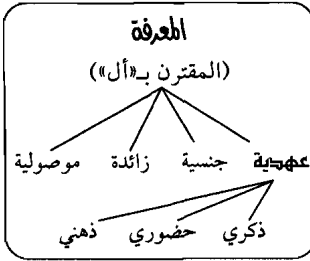 المعرفة
(المقترن بـ«أل»)
عهدية جنسية زائدة موصولية
ذكري حضوري ذهني